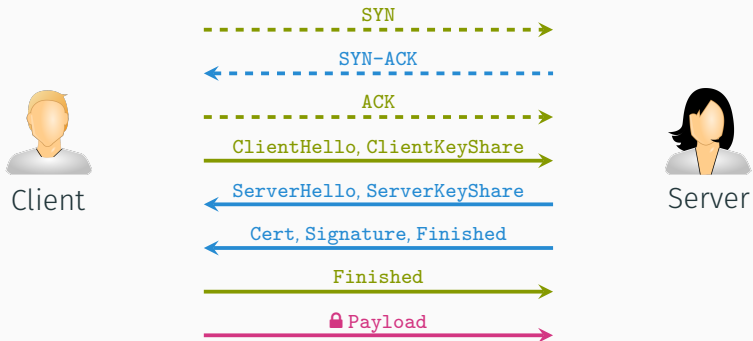 SYN
SYN-ACK
ACK
ClientHello, ClientKeyShare
ServerHello, ServerKeyShare
Client
Server
Cert, Signature, Finished
Finished
Payload